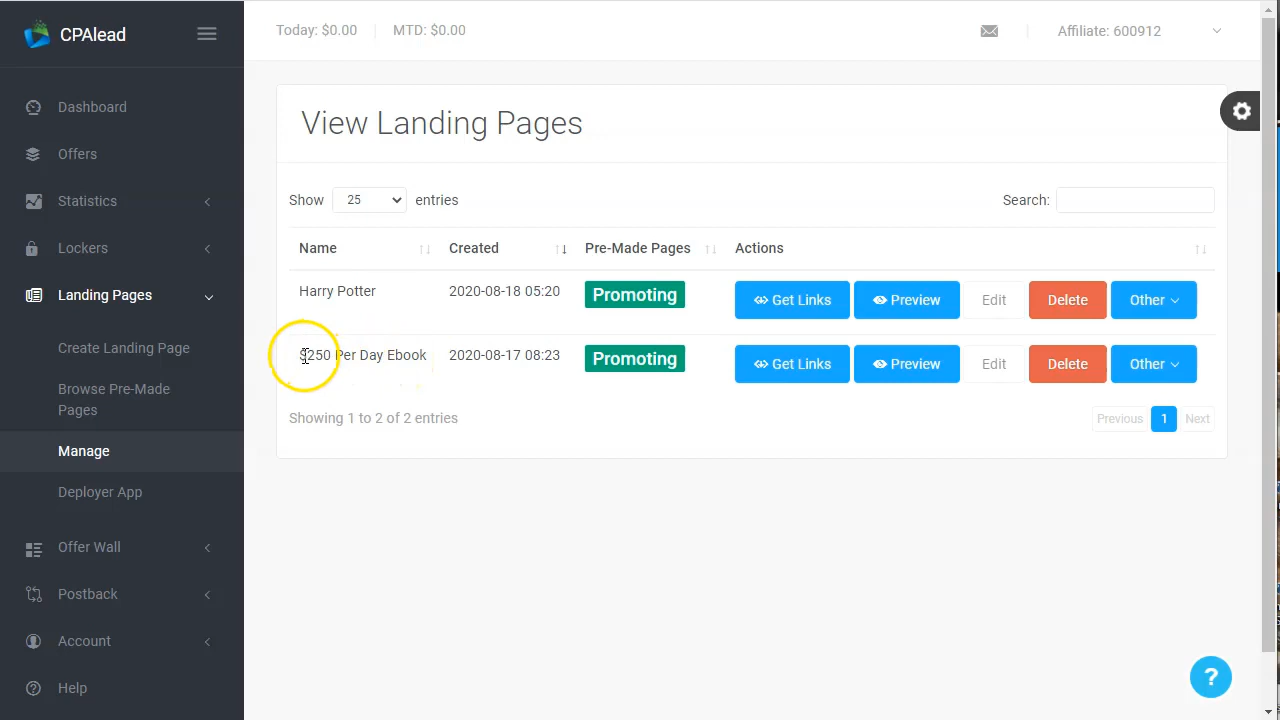 CPAlead
Today: $0.00 MTD: $0.00 Affiliate: 600912
Dashboard
Offers
Statistics
Lockers
Landing Pages
Create Landing Page
Browse Pre-Made
Pages
Manage
Deployer App
Offer Wall
Postback
Account
Help
View Landing Pages
Show 25 entries Search:
Name Created Pre-Made Pages Actions
Harry Potter 2020-08-18 05:20 Promoting Get Links Preview Edit Delete Other
$250 Per Day Ebook 2020-08-17 08:23 Promoting Get Links Preview Edit Delete Other
Showing 1 to 2 of 2 entries Previous 1 Next
?